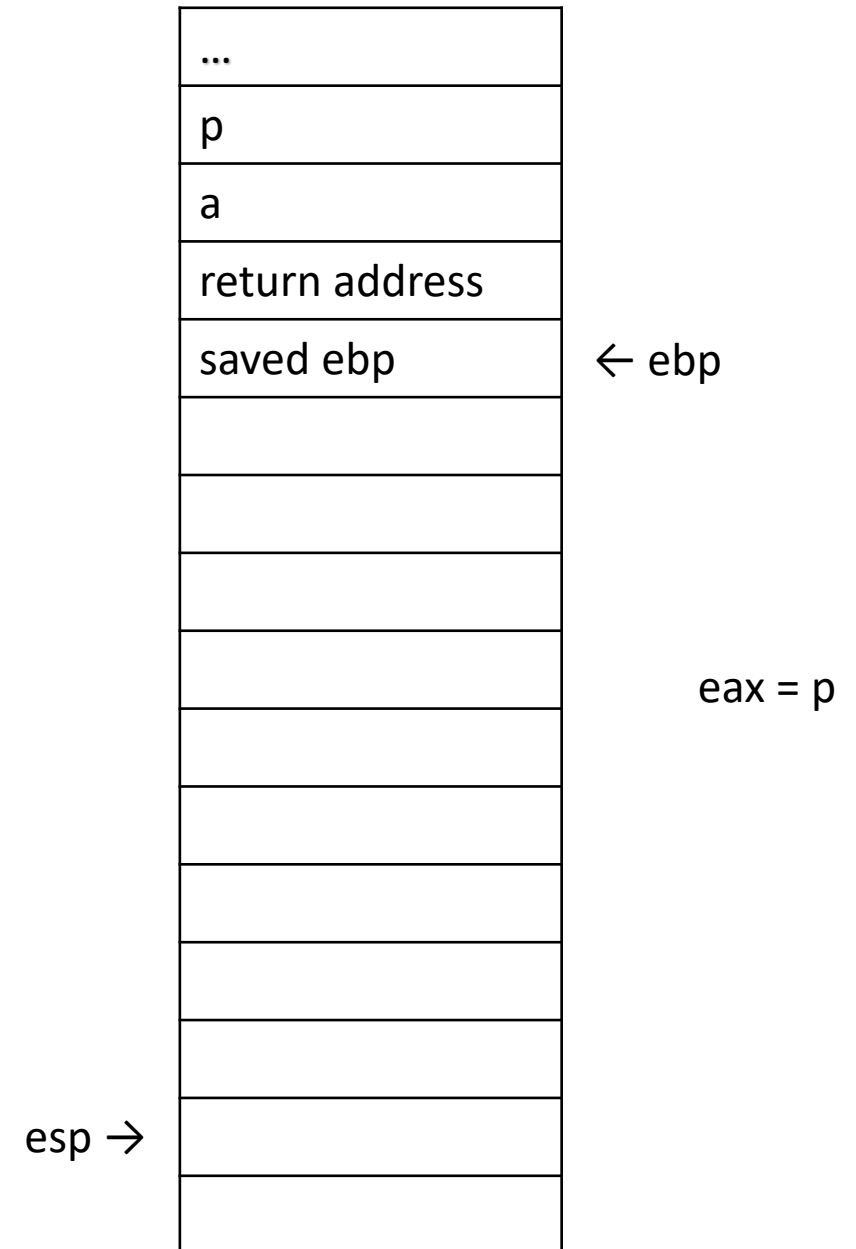 ...
p
a
return address
saved ebp
← ebp
eax = p
esp →